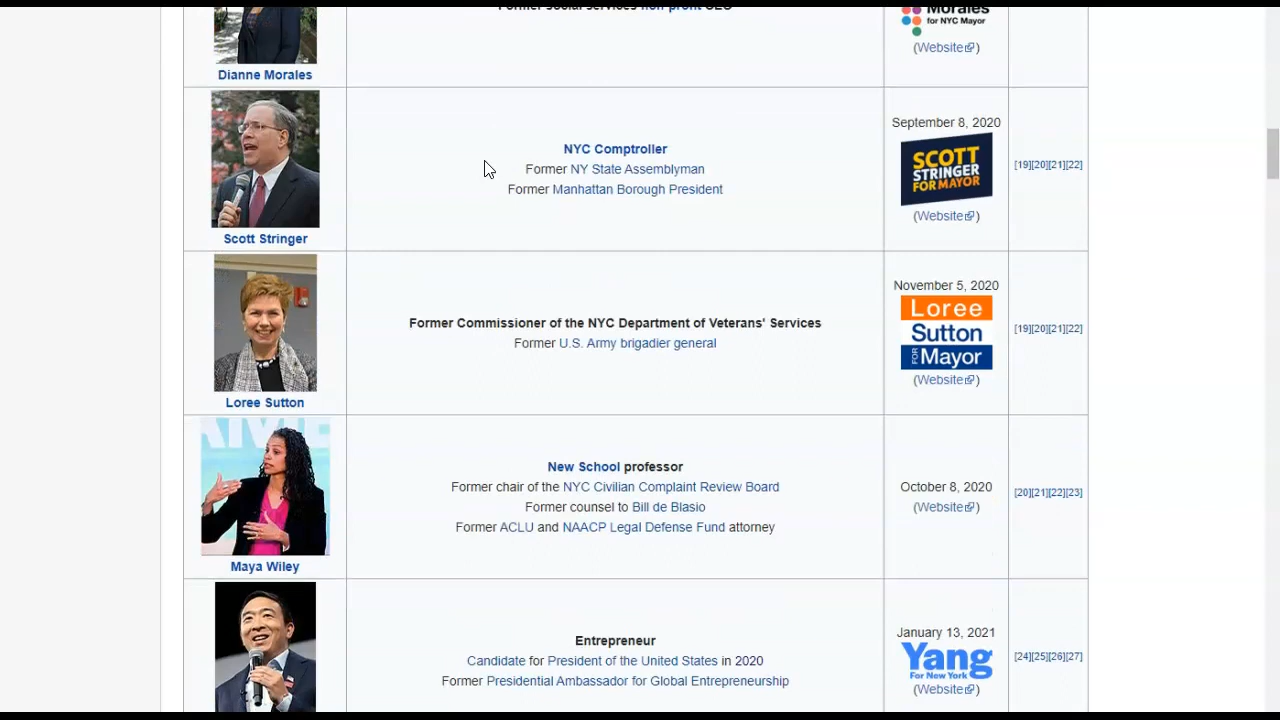 Former social services non-profit CEO
Morales
for NYC Mayor
(Website)
Dianne Morales
September 8, 2020
NYC Comptroller
Former NY State Assemblyman
Former Manhattan Borough President
SCOTT
STRINGER
FOR MAYOR
[19][20][21][22]
(Website)
Scott Stringer
November 5, 2020
Loree
Sutton
FOR Mayor
Former Commissioner of the NYC Department of Veterans' Services
Former U.S. Army brigadier general
[19][20][21][22]
(Website)
Loree Sutton
New School professor
Former chair of the NYC Civilian Complaint Review Board
Former counsel to Bill de Blasio
Former ACLU and NAACP Legal Defense Fund attorney
October 8, 2020
(Website)
[20][21][22][23]
Maya Wiley
Entrepreneur
Candidate for President of the United States in 2020
Former Presidential Ambassador for Global Entrepreneurship
January 13, 2021
Yang
For New York
(Website)
[24][25][26][27]